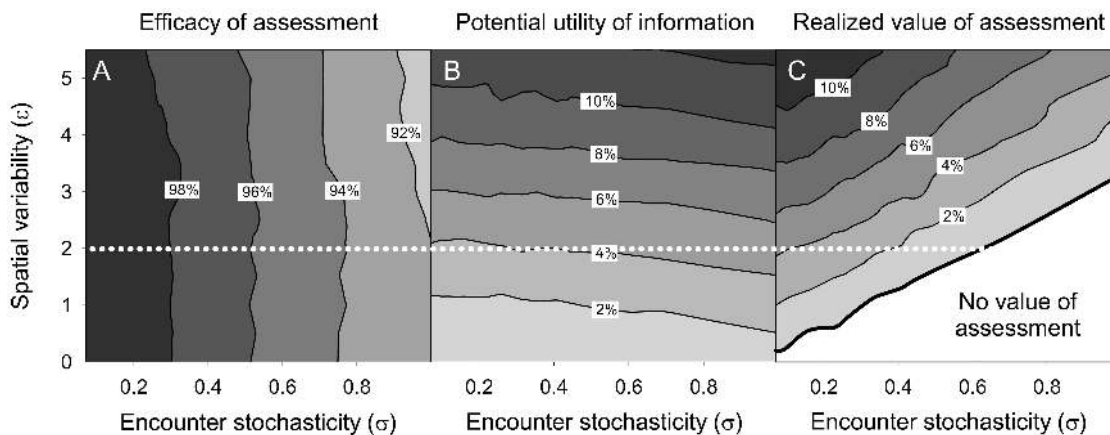 Efficacy of assessment
Potential utility of information
Realized value of assessment
Spatial variability (ε)
5
4
3
2
1
0
A
98%
96%
94%
92%
B
10%
8%
6%
4%
2%
C
10%
8%
6%
4%
2%
No value of
assessment
0.2 0.4 0.6 0.8
0.2 0.4 0.6 0.8
0.2 0.4 0.6 0.8
Encounter stochasticity (σ)
Encounter stochasticity (σ)
Encounter stochasticity (σ)